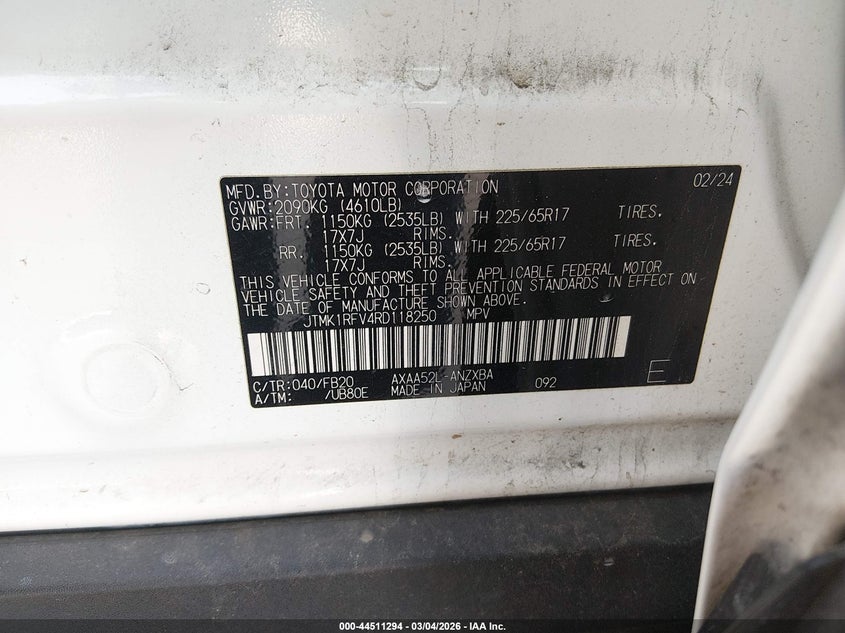 MFD.BY:TOYOTA MOTOR CORPORATION 02/24
GVWR:2090KG (4610LB)
GAWR:FRT. 1150KG (2535LB) WITH 225/65R17 TIRES.
17X7J RIMS.
RR. 1150KG (2535LB) WITH 225/65R17 TIRES.
17X7J RIMS.
THIS VEHICLE CONFORMS TO ALL APPLICABLE FEDERAL MOTOR
VEHICLE SAFETY AND THEFT PREVENTION STANDARDS IN EFFECT ON
THE DATE OF MANUFACTURE SHOWN ABOVE.
JTMK1RFV4RD118250 MPV
C/TR:040/FB20 AXAA52L-ANZXBA 092 E
A/TM: /UB80E MADE IN JAPAN
000-44511294 - 03/04/2026 - IAA Inc.